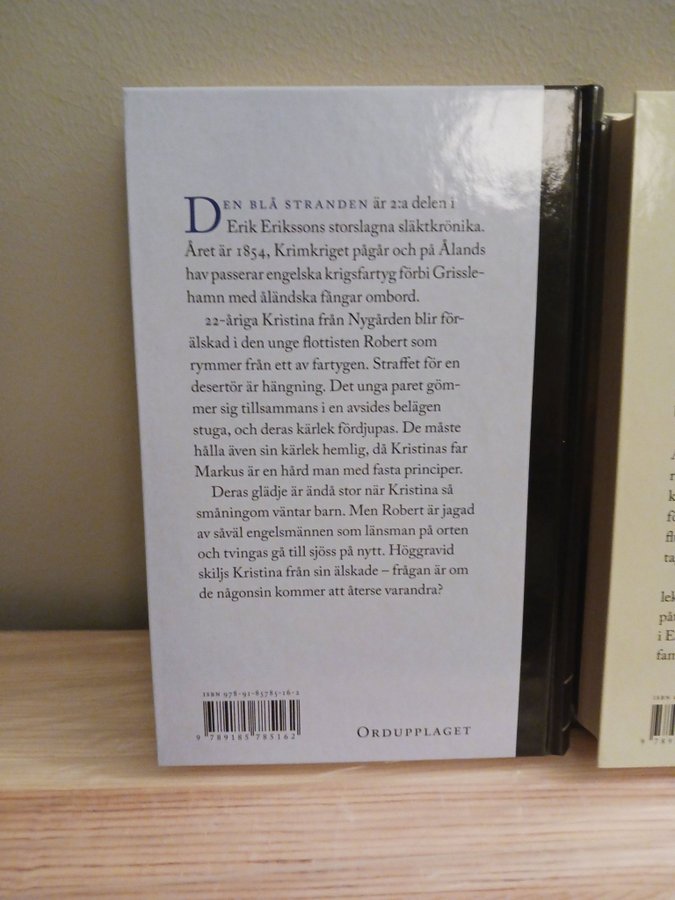 DEN BLÅ STRANDEN är 2:a delen i
Erik Erikssons storslagna släktkrönika.
Året är 1854, Krimkriget pågår och på Ålands
hav passerar engelska krigsfartyg förbi Grissle-
hamn med åländska fångar ombord.
22-åriga Kristina från Nygården blir för-
älskad i den unge flottisten Robert som
rymmer från ett av fartygen. Straffet för en
desertör är hängning. Det unga paret göm-
mer sig tillsammans i en avsides belägen
stuga, och deras kärlek fördjupas. De måste
hålla även sin kärlek hemlig, då Kristinas far
Markus är en hård man med fasta principer.
Deras glädje är ändå stor när Kristina så
småningom väntar barn. Men Robert är jagad
av såväl engelsmännen som länsman på orten
och tvingas gå till sjöss på nytt. Höggravid
skiljs Kristina från sin älskade – frågan är om
de någonsin kommer att återse varandra?
ISBN 978-91-85785-16-2
9 789185 785162
ORDUPPLAGET